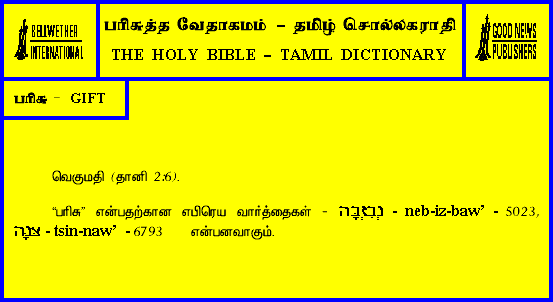 BELLWETHER
INTERNATIONAL
பரிசுத்த வேதாகமம் – தமிழ் சொல்லகராதி
THE HOLY BIBLE – TAMIL DICTIONARY
GOOD NEWS
PUBLISHERS
பரிசு – GIFT
வெகுமதி (தானி 2:6).
“பரிசு” என்பதற்கான எபிரெய வார்த்தைகள் - נְבִזְבָּה - neb-iz-baw’ - 5023,
צִנָּה - tsin-naw’ - 6793 என்பனவாகும்.